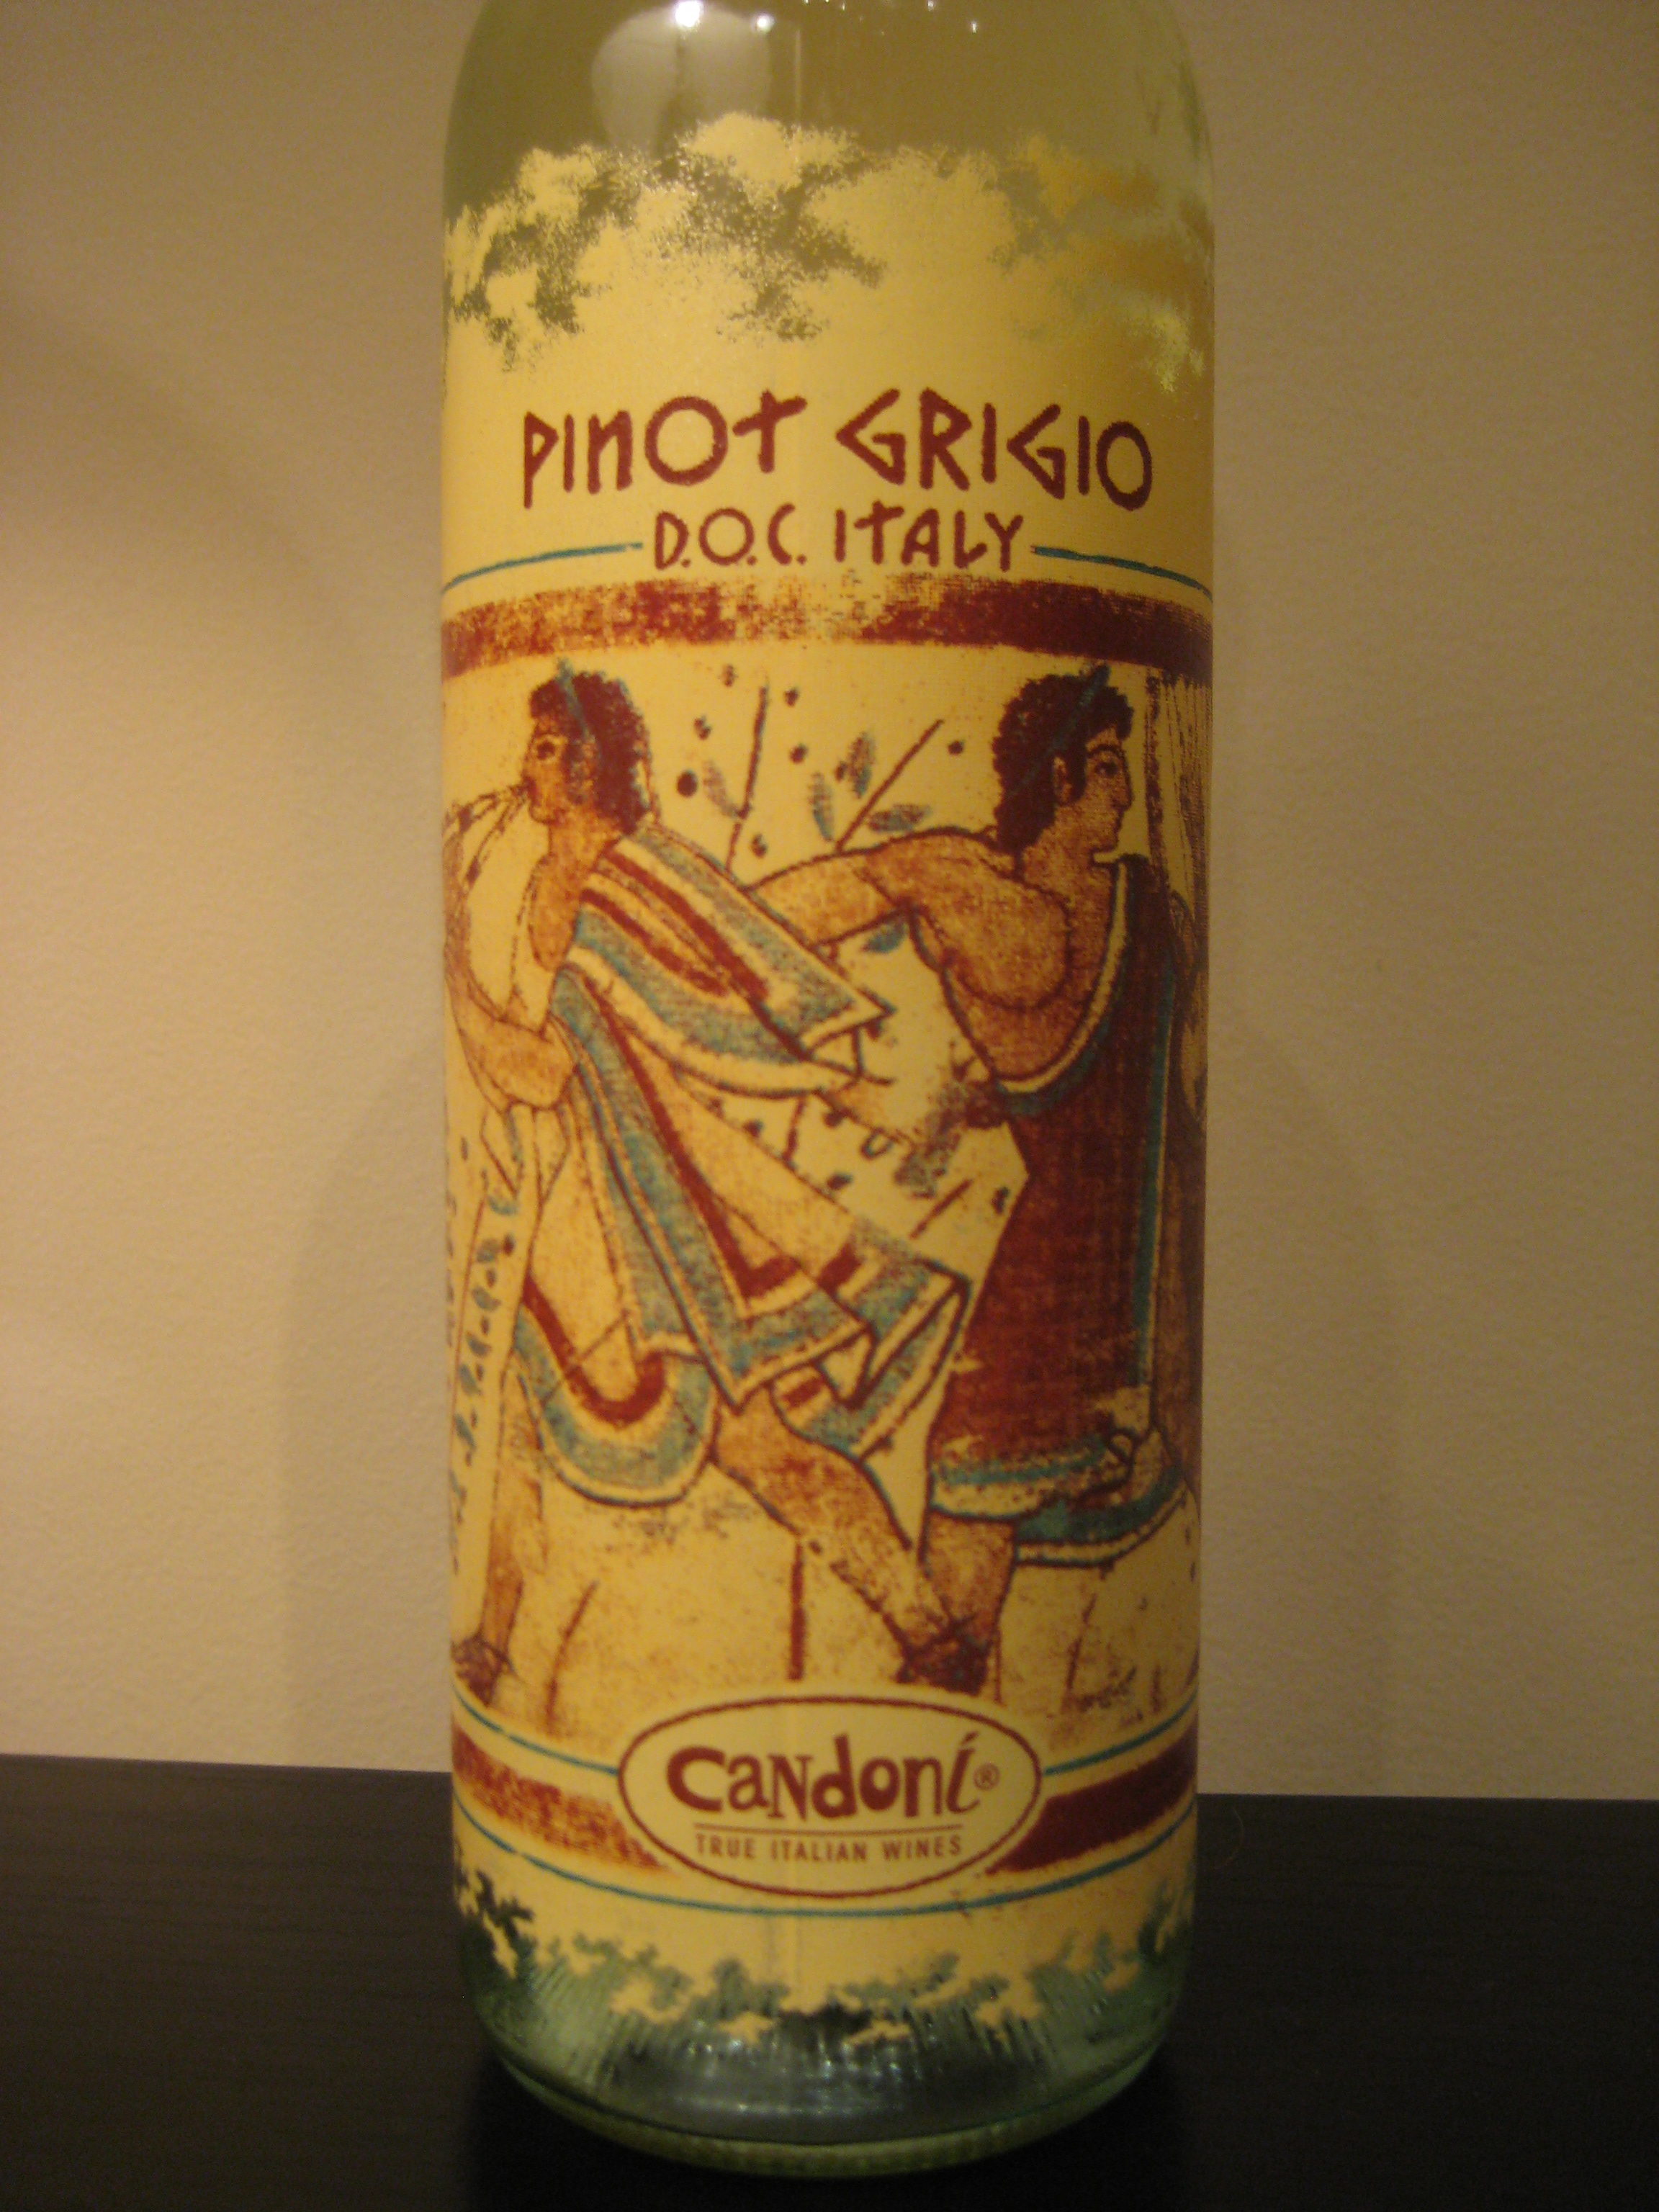 PINOT GRIGIO
D.O.C. ITALY
CANDONI®
TRUE ITALIAN WINES